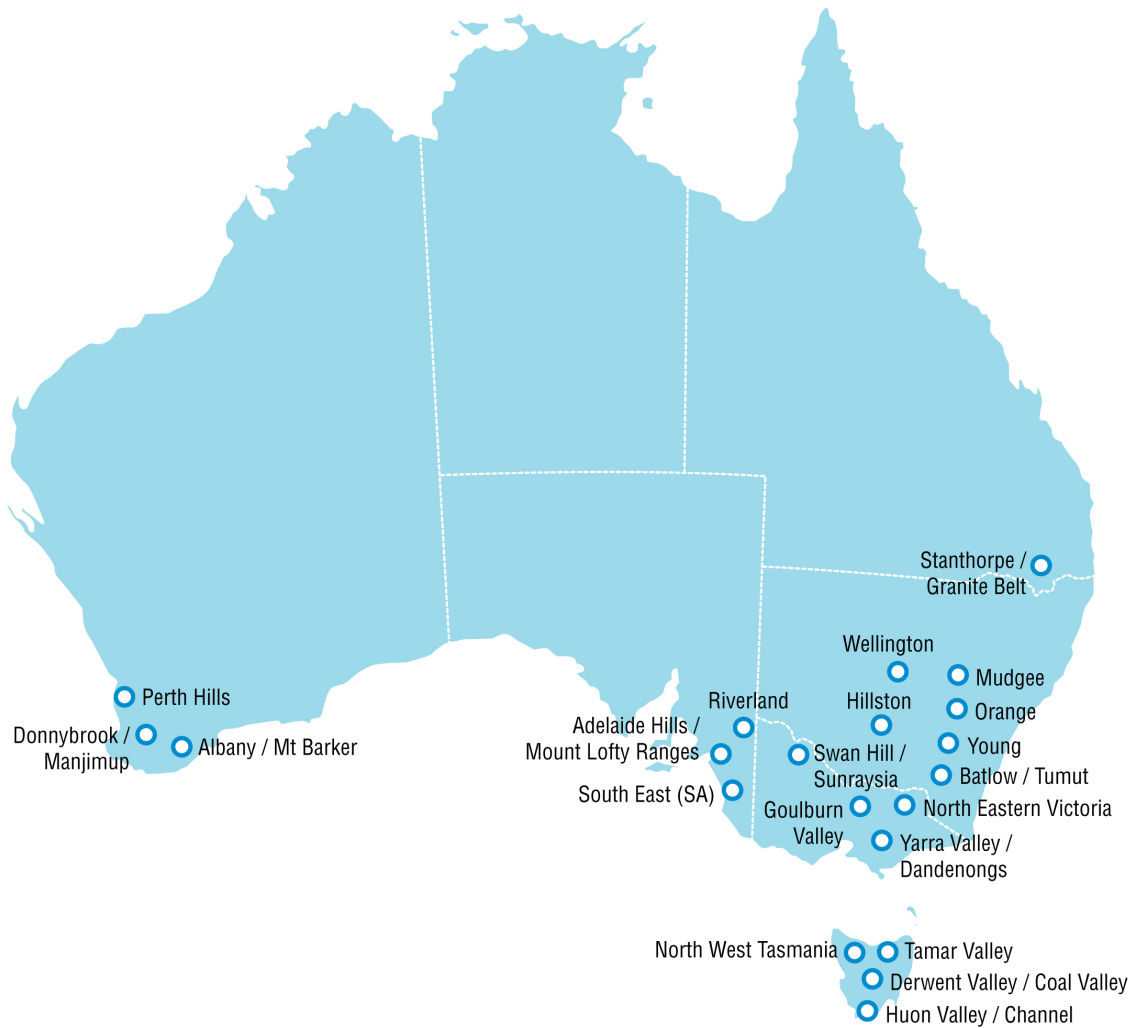 Stanthorpe /
Granite Belt
Wellington
Mudgee
Perth Hills
Riverland
Hillston
Orange
Donnybrook /
Manjimup
Albany / Mt Barker
Adelaide Hills /
Mount Lofty Ranges
Swan Hill /
Sunraysia
Young
Batlow / Tumut
South East (SA)
Goulburn
Valley
North Eastern Victoria
Yarra Valley /
Dandenongs
North West Tasmania
Tamar Valley
Derwent Valley / Coal Valley
Huon Valley / Channel